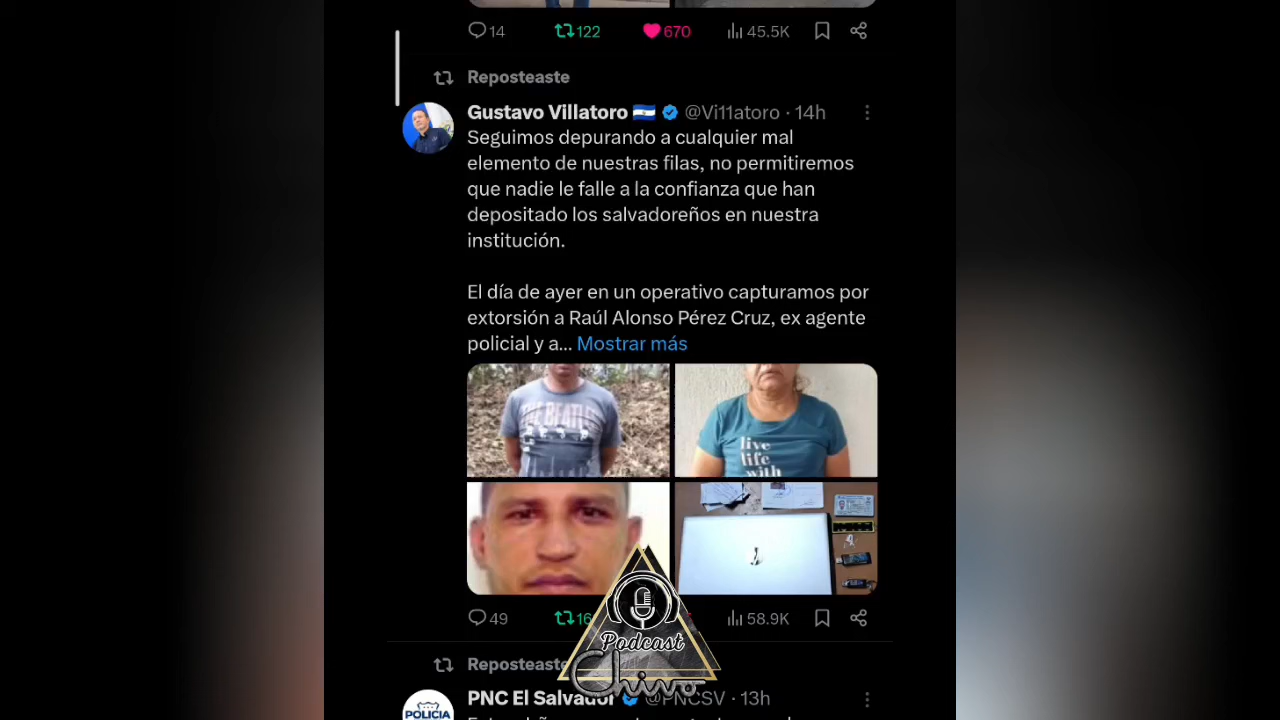 14 122 670 45.5K
Reposteaste
Gustavo Villatoro @Vi11atoro · 14h
Seguimos depurando a cualquier mal
elemento de nuestras filas, no permitiremos
que nadie le falle a la confianza que han
depositado los salvadoreños en nuestra
institución.
El día de ayer en un operativo capturamos por
extorsión a Raúl Alonso Pérez Cruz, ex agente
policial y a... Mostrar más
THE BEATLES
live
life
with
49 58.9K
Podcast
Chivo
Reposteaste
PNC El Salvador @PNCSV · 13h
POLICIA